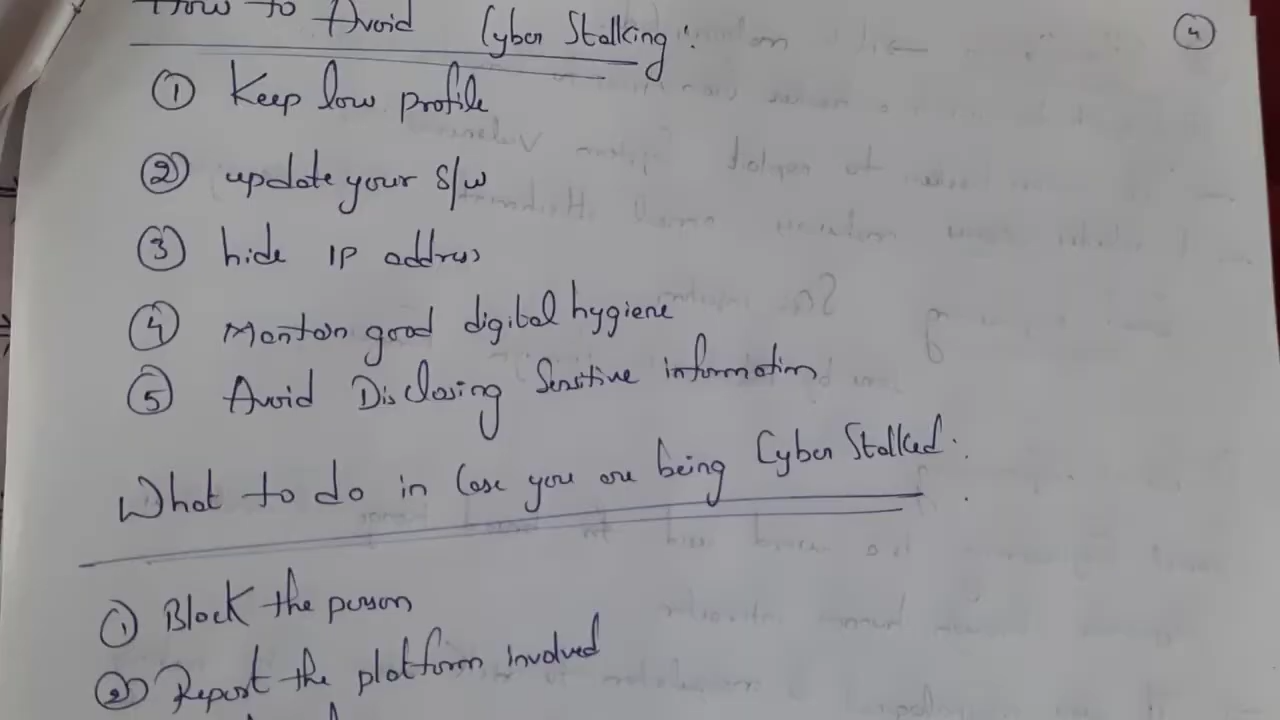 How to Avoid Cyber Stalking:
4
1 Keep low profile
2 update your S/W
3 hide IP address
4 Mantain good digital hygiene
5 Avoid Disclosing Sensitive information
What to do in Case you are being Cyber Stalked:
1 Block the person
2 Report the platform involved